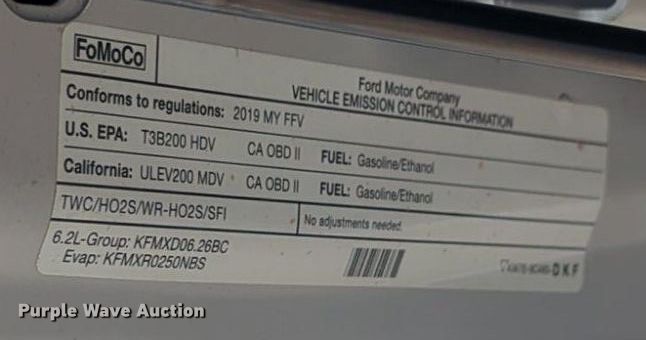 FoMoCo
Ford Motor Company
VEHICLE EMISSION CONTROL INFORMATION
Conforms to regulations: 2019 MY FFV
U.S. EPA: T3B200 HDV CA OBD II FUEL: Gasoline/Ethanol
California: ULEV200 MDV CA OBD II FUEL: Gasoline/Ethanol
TWC/HO2S/WR-HO2S/SFI No adjustments needed.
6.2L-Group: KFMXD06.26BC
Evap: KFMXR0250NBS
DKF
Purple Wave Auction